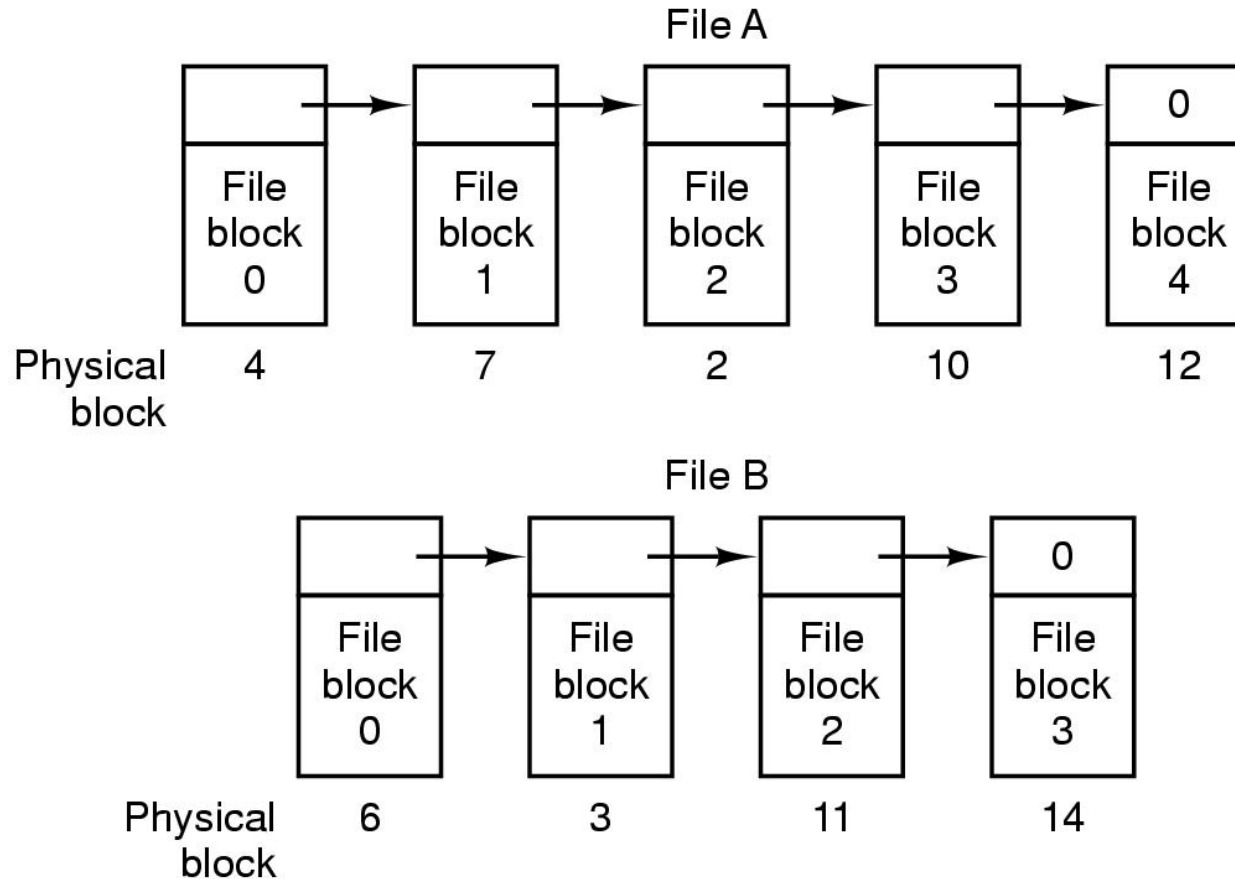 File A
0
File File File File File
block block block block block
0 1 2 3 4
Physical 4 7 2 10 12
block
File B
0
File File File File
block block block block
0 1 2 3
Physical 6 3 11 14
block